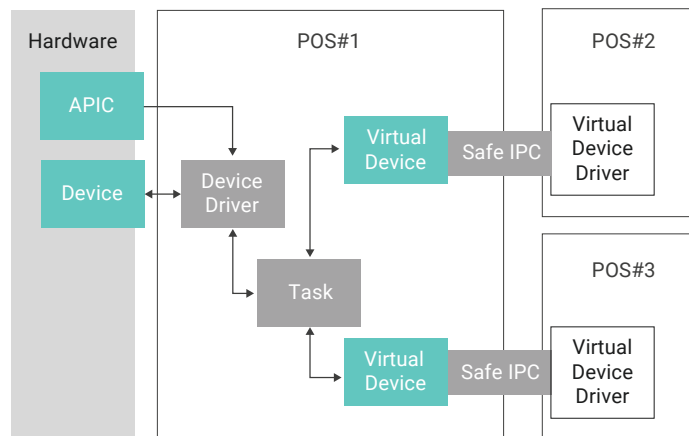 Hardware
POS#1
POS#2
APIC
Device
Device
Driver
Task
Virtual
Device
Safe IPC
Virtual
Device
Driver
POS#3
Virtual
Device
Safe IPC
Virtual
Device
Driver